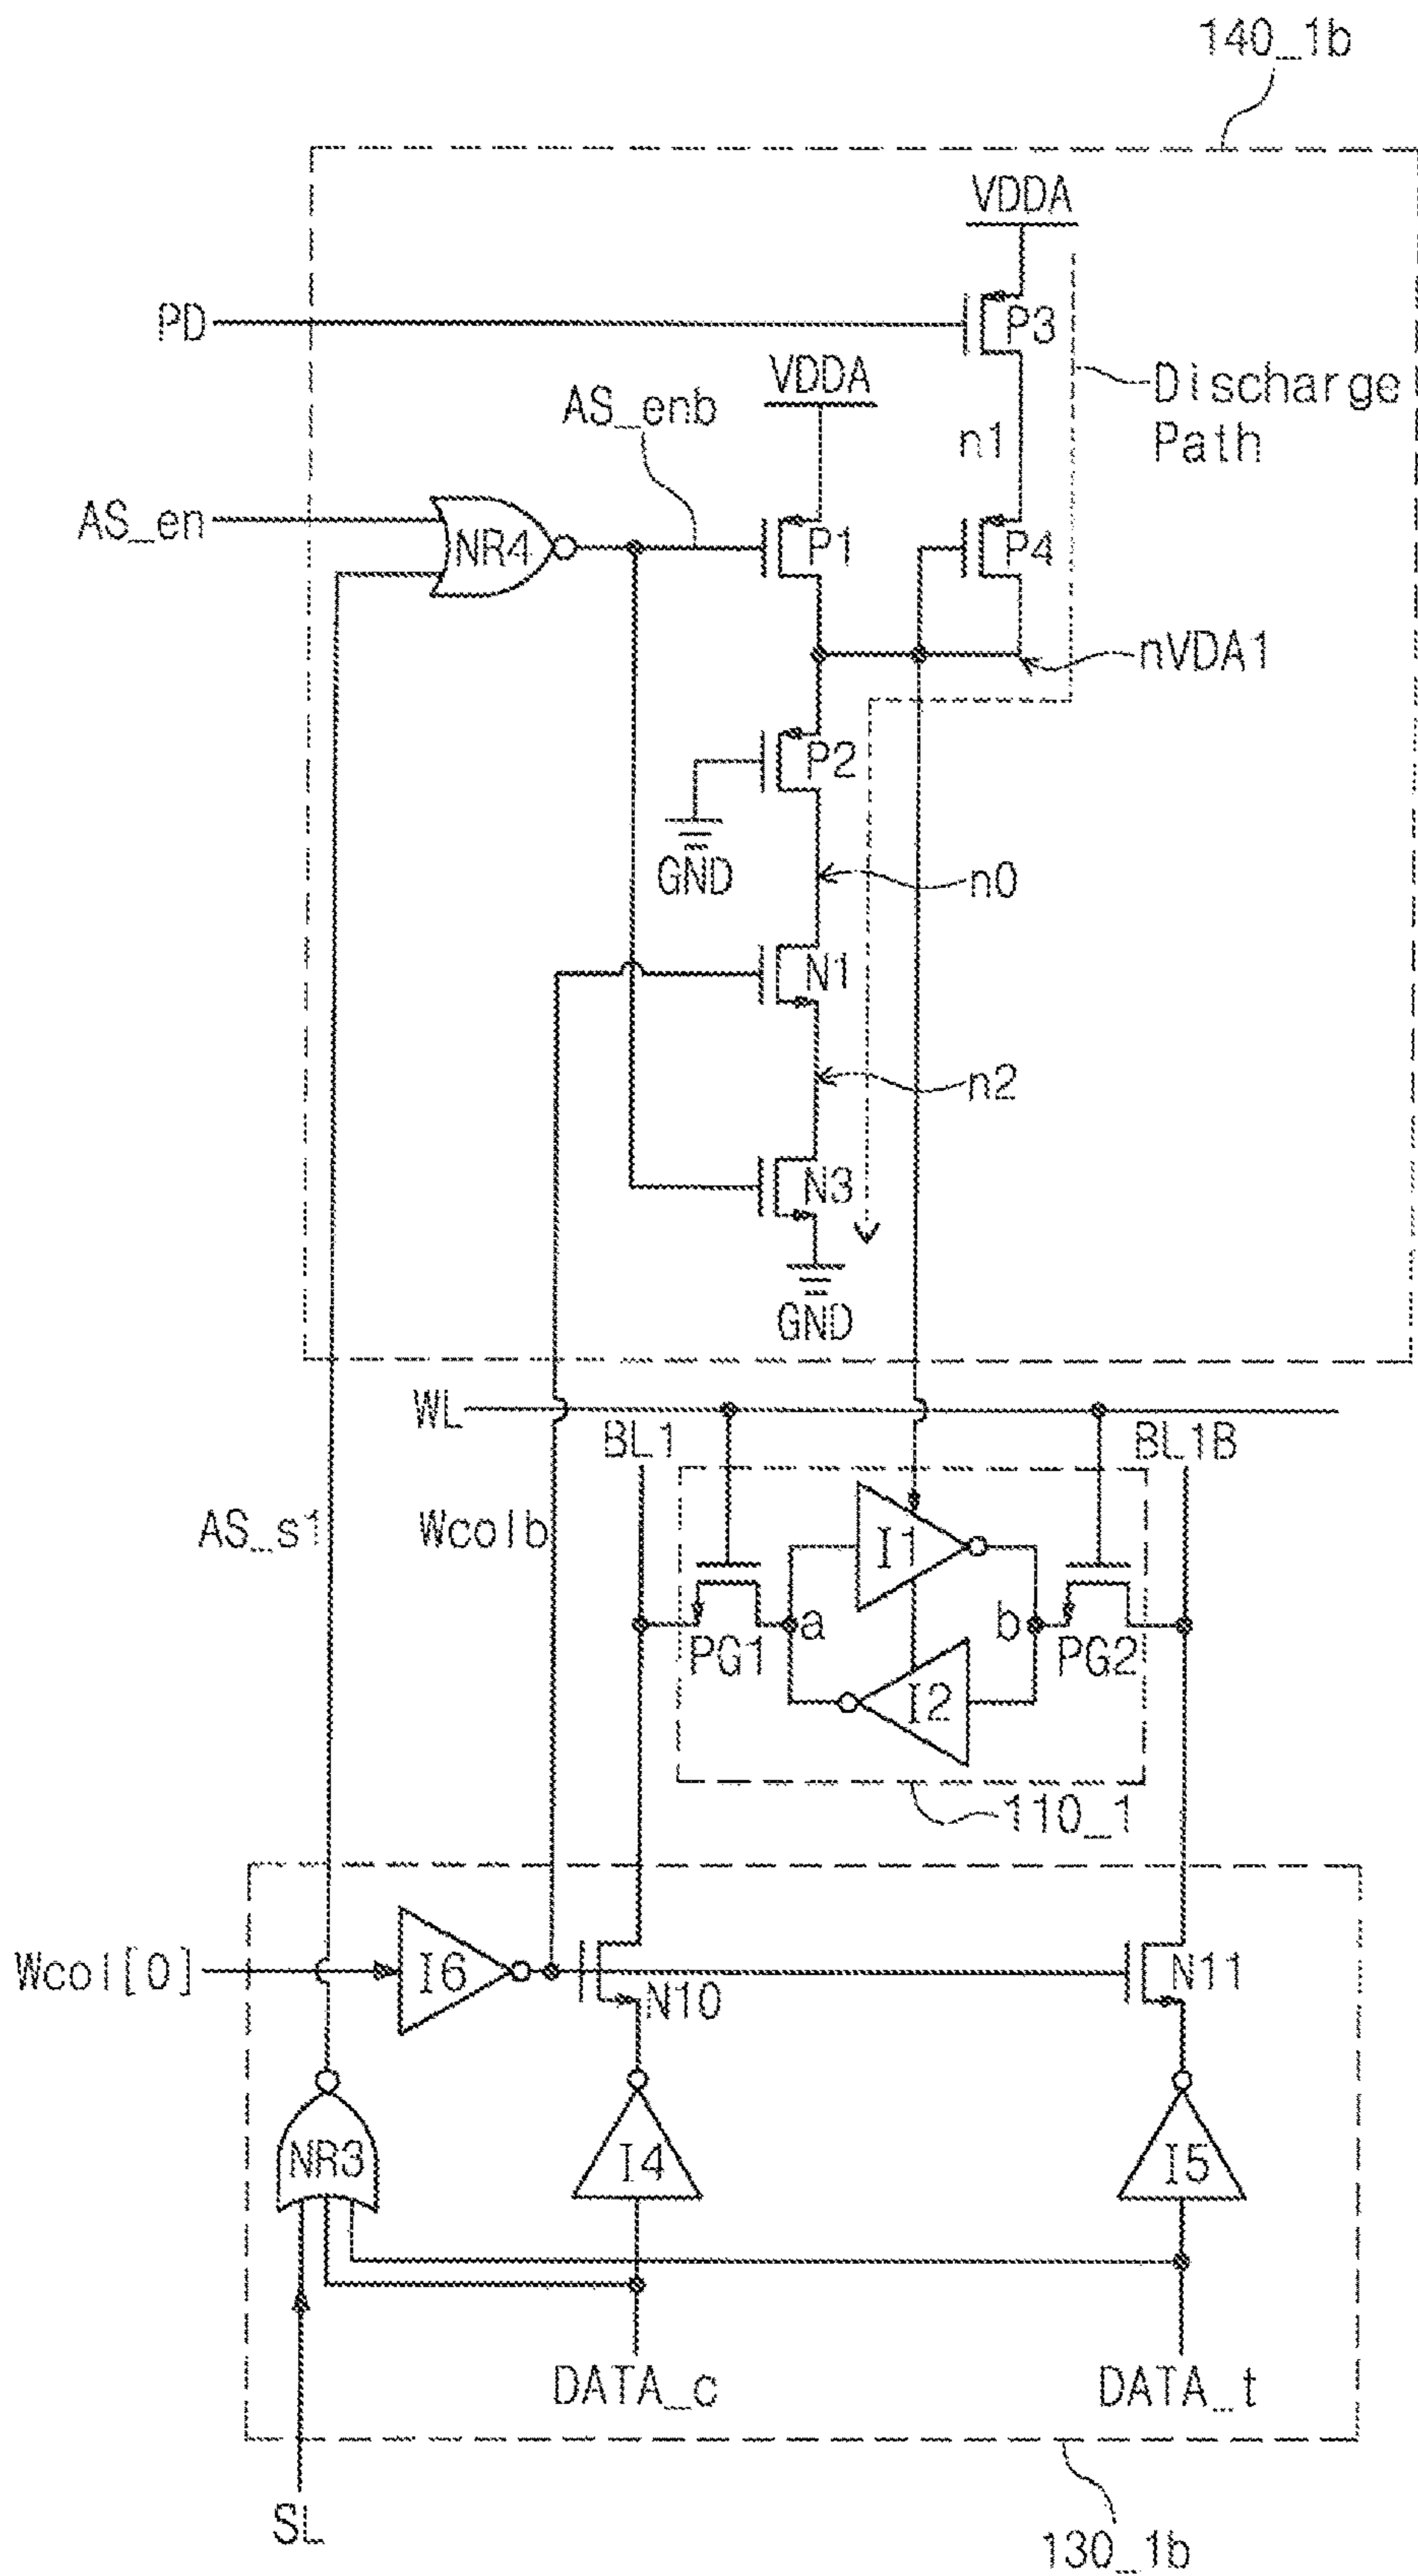 140_1b
VDDA
PD
P3
VDDA
Discharge
Path
AS_enb
n1
AS_en
NR4
P1
P4
nVDA1
P2
GND
n0
N1
n2
N3
GND
WL
BL1
BL1B
AS_s1
Wcolb
I1
a
b
PG1
PG2
I2
110_1
Wcol[0]
I6
N10
N11
NR3
I4
I5
DATA_c
DATA_t
SL
130_1b